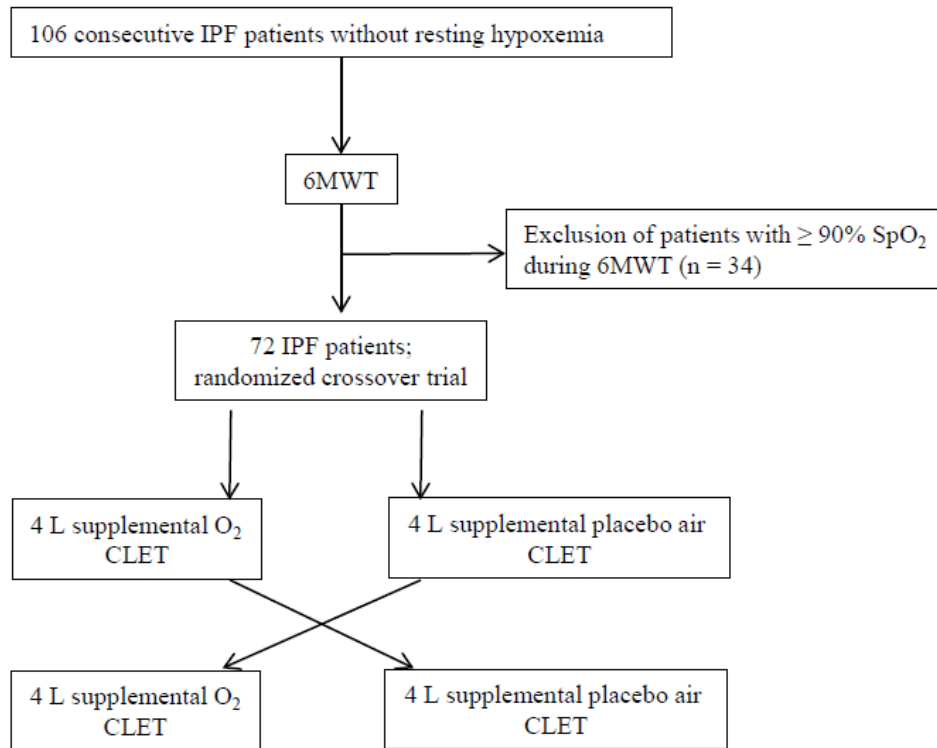 106 consecutive IPF patients without resting hypoxemia
6MWT
Exclusion of patients with ≥ 90% SpO₂
during 6MWT (n = 34)
72 IPF patients;
randomized crossover trial
4 L supplemental O₂
CLET
4 L supplemental placebo air
CLET
4 L supplemental O₂
CLET
4 L supplemental placebo air
CLET